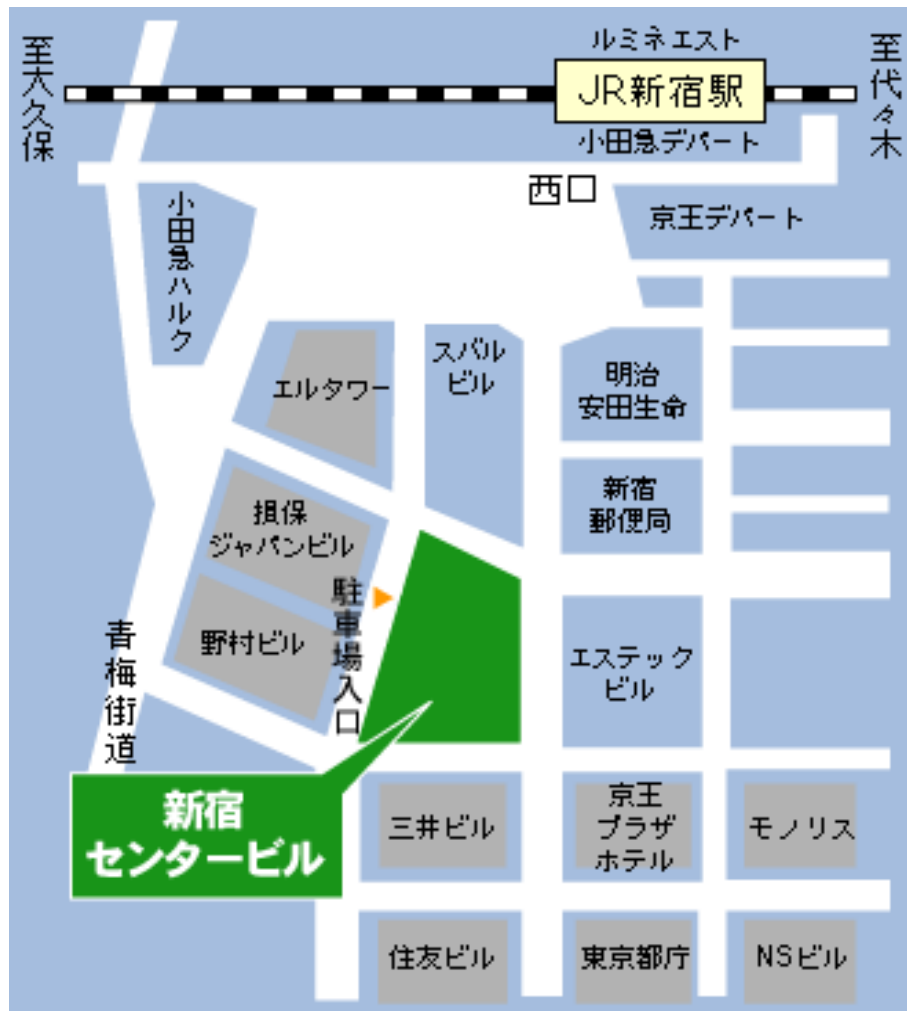 ルミネエスト
至大久保
JR新宿駅
至代々木
小田急デパート
西口
京王デパート
小田急ハルク
スバル
ビル
エルタワー
明治
安田生命
新宿
郵便局
損保
ジャパンビル
駐車場入口
野村ビル
エステック
ビル
青梅街道
新宿
センタービル
三井ビル
京王
プラザ
ホテル
モノリス
住友ビル
東京都庁
NSビル